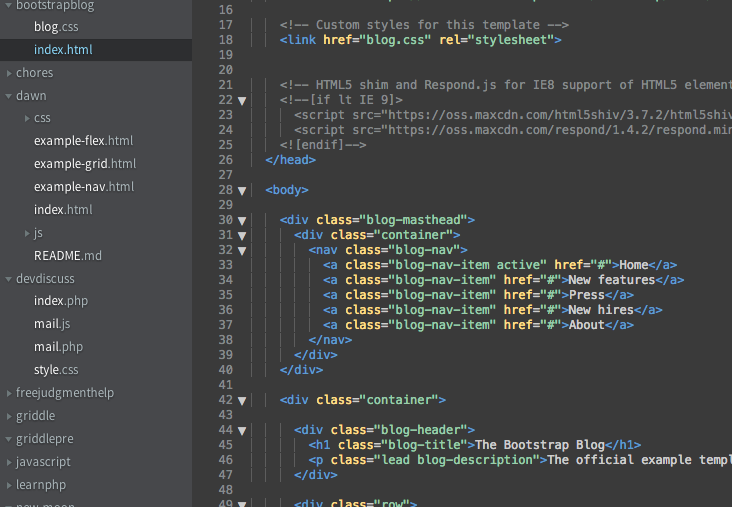 bootstrapblog
blog.css
index.html
chores
dawn
css
example-flex.html
example-grid.html
example-nav.html
index.html
js
README.md
devdiscuss
index.php
mail.js
mail.php
style.css
freejudgmenthelp
griddle
griddlepre
javascript
learnphp
new-moon
16
17 <!-- Custom styles for this template -->
18 <link href="blog.css" rel="stylesheet">
19
20
21 <!-- HTML5 shim and Respond.js for IE8 support of HTML5 element
22 <!--[if lt IE 9]>
23 <script src="https://oss.maxcdn.com/html5shiv/3.7.2/html5shiv
24 <script src="https://oss.maxcdn.com/respond/1.4.2/respond.min
25 <![endif]-->
26 </head>
27
28 <body>
29
30 <div class="blog-masthead">
31 <div class="container">
32 <nav class="blog-nav">
33 <a class="blog-nav-item active" href="#">Home</a>
34 <a class="blog-nav-item" href="#">New features</a>
35 <a class="blog-nav-item" href="#">Press</a>
36 <a class="blog-nav-item" href="#">New hires</a>
37 <a class="blog-nav-item" href="#">About</a>
38 </nav>
39 </div>
40 </div>
41
42 <div class="container">
43
44 <div class="blog-header">
45 <h1 class="blog-title">The Bootstrap Blog</h1>
46 <p class="lead blog-description">The official example templ
47 </div>
48
49 <div class="row">